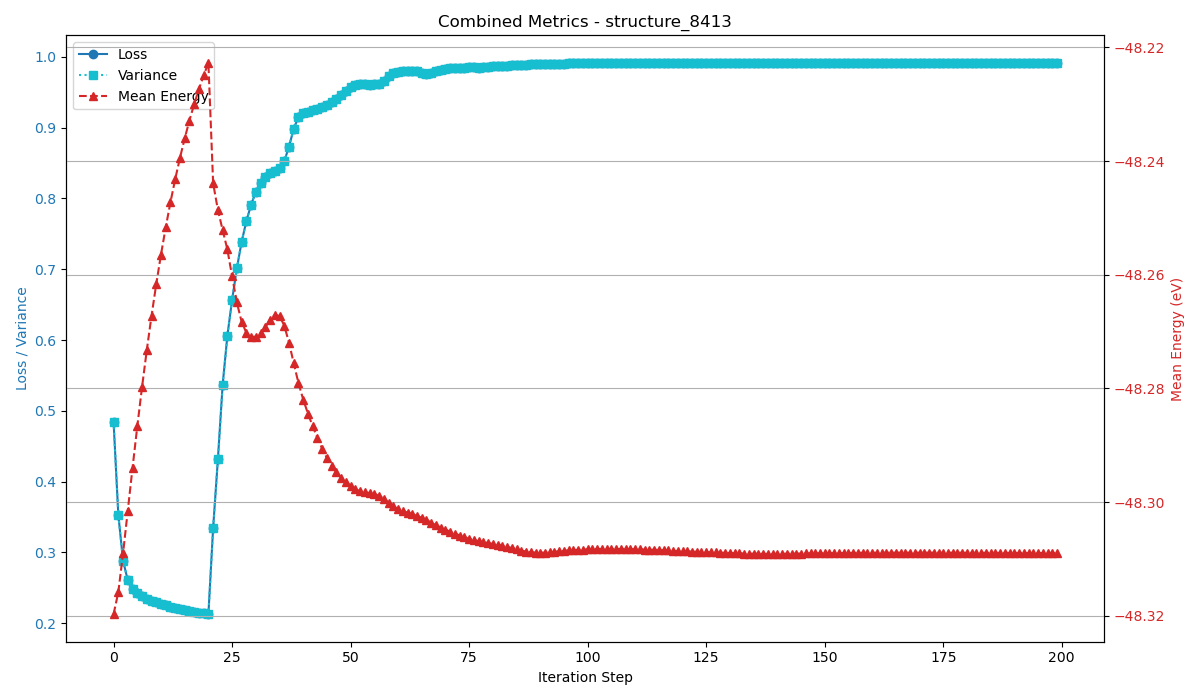 Combined Metrics - structure_8413
Loss
Variance
Mean Energy
Loss / Variance
1.0
0.9
0.8
0.7
0.6
0.5
0.4
0.3
0.2
−48.22
−48.24
−48.26
−48.28
−48.30
−48.32
Mean Energy (eV)
0 25 50 75 100 125 150 175 200
Iteration Step